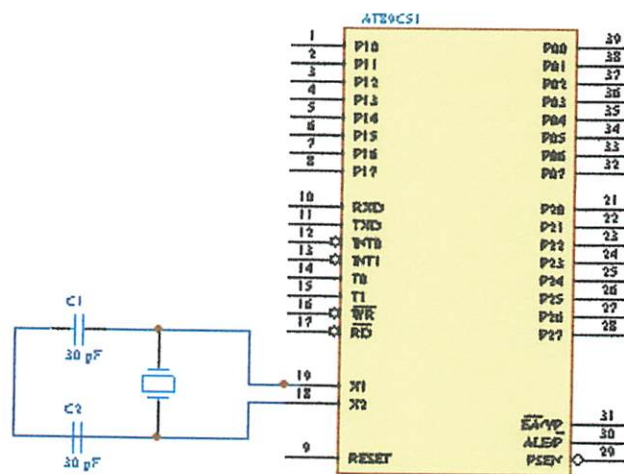 AT89C51
1 P10 P00 39
2 P11 P01 38
3 P12 P02 37
4 P13 P03 36
5 P14 P04 35
6 P15 P05 34
7 P16 P06 33
8 P17 P07 32
10 RXD P20 21
11 TXD P21 22
12 INT0 P22 23
13 INT1 P23 24
14 T0 P24 25
15 T1 P25 26
16 WR P26 27
17 RD P27 28
C1
30 pF
19 X1
18 X2
C2
30 pF
EA/VP 31
ALE/P 30
9 RESET PSEN 29